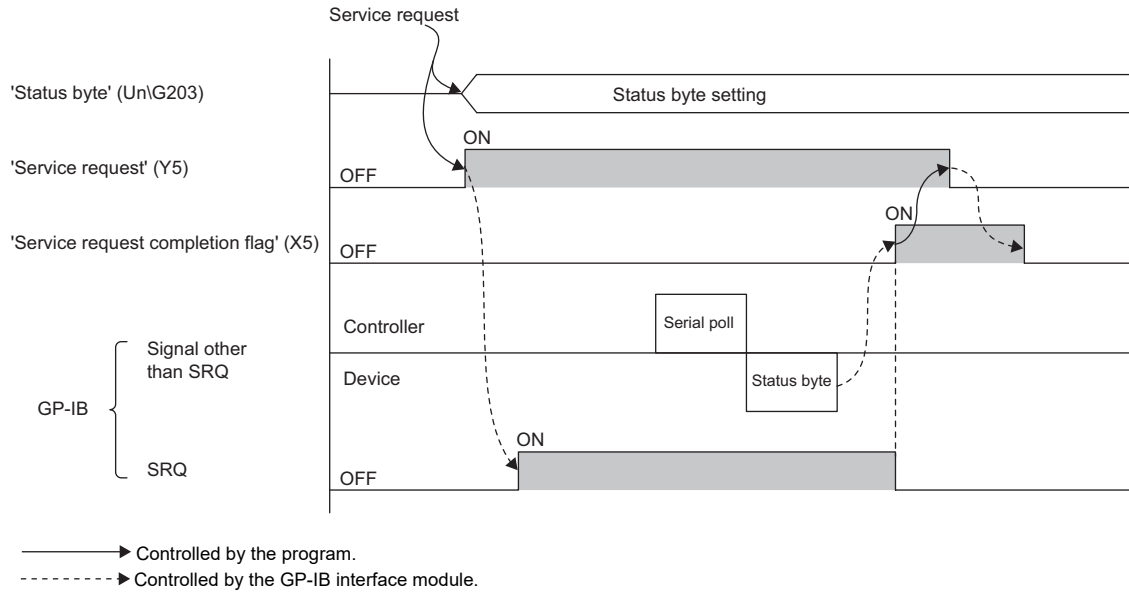 Service request
'Status byte' (Un\G203)
Status byte setting
ON
'Service request' (Y5)
OFF
ON
'Service request completion flag' (X5)
OFF
Controller
Serial poll
Signal other
than SRQ
Device
Status byte
GP-IB
ON
SRQ
OFF
Controlled by the program.
Controlled by the GP-IB interface module.